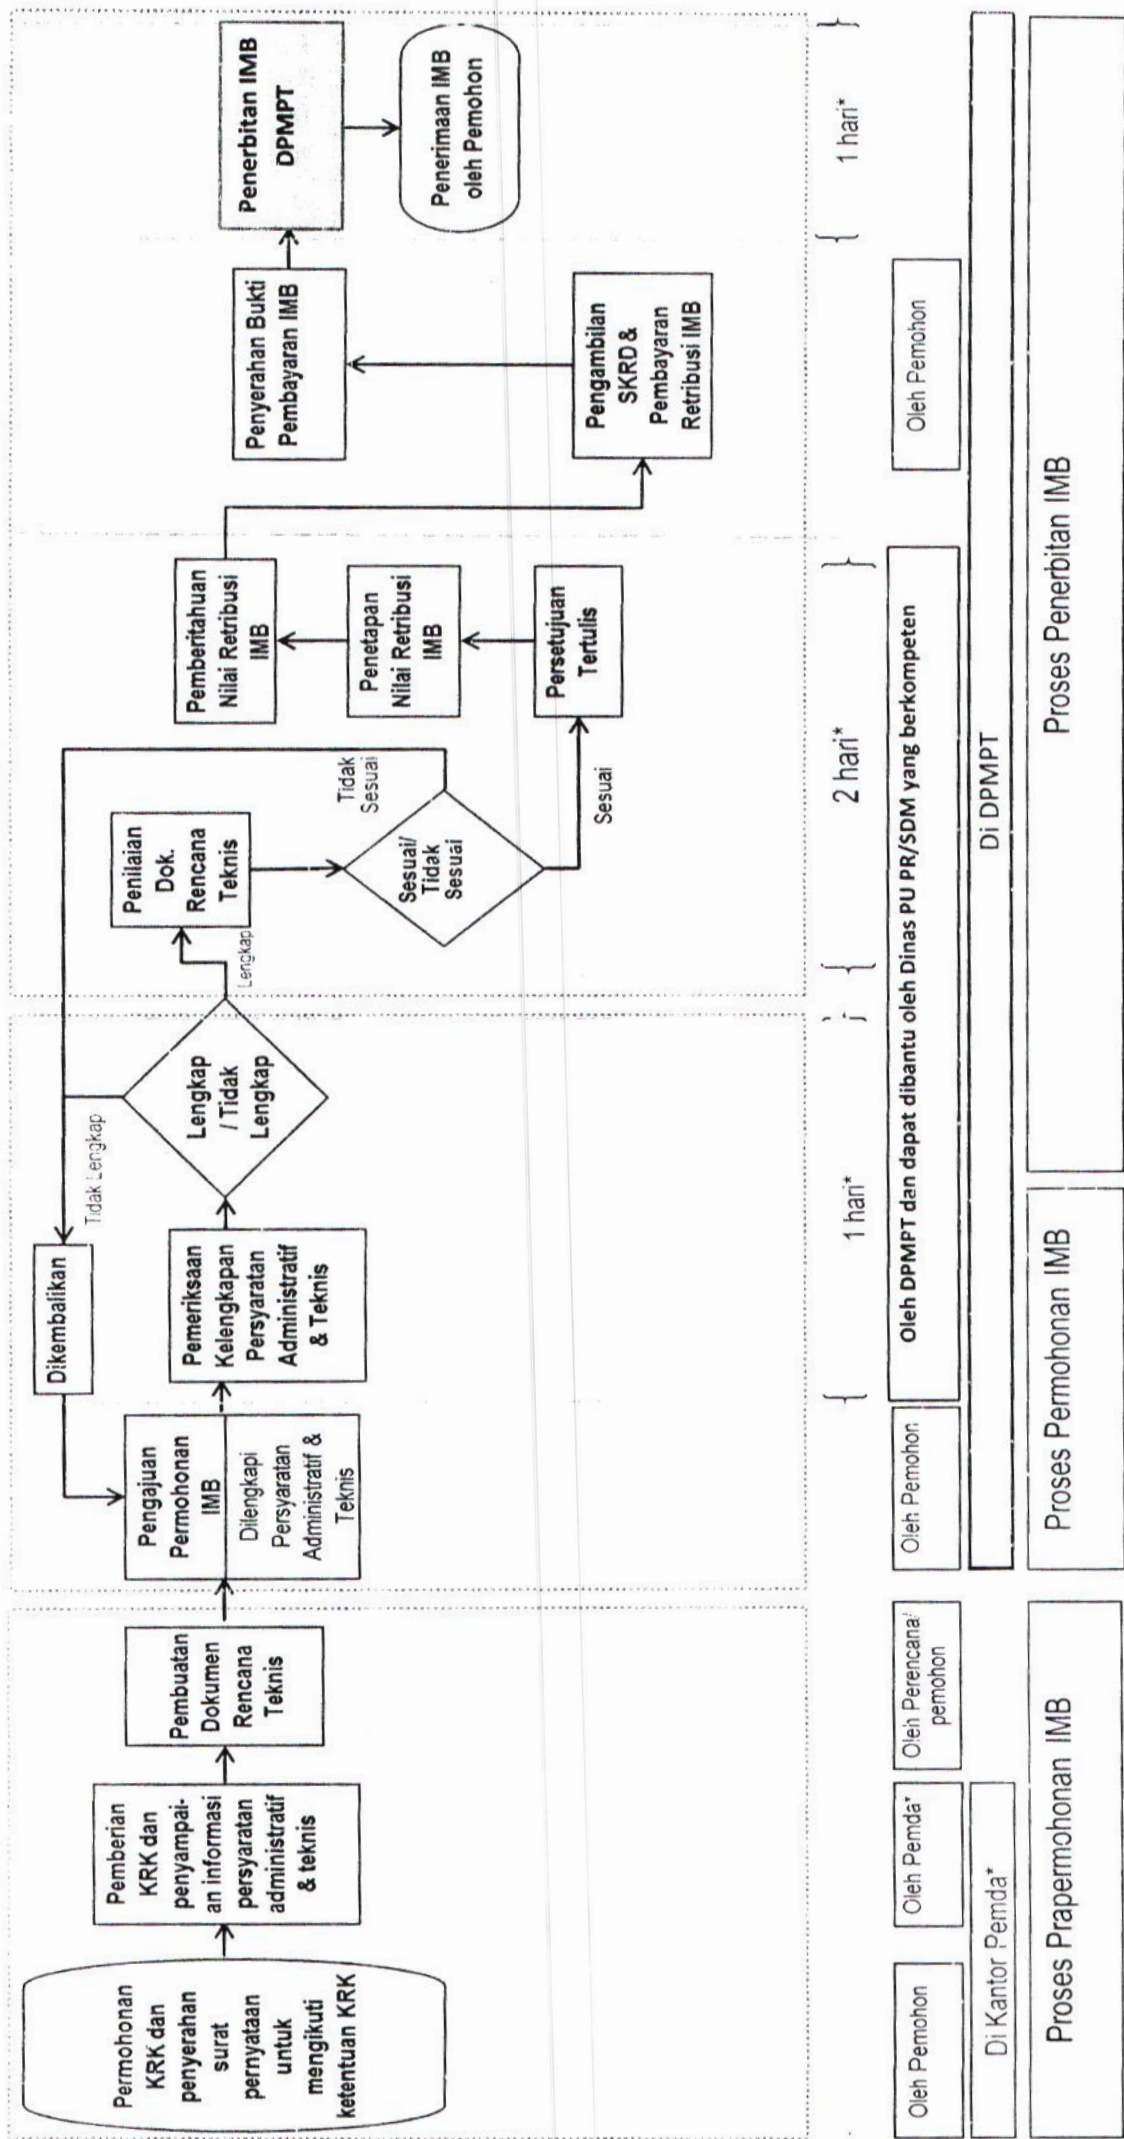 Permohonan
KRK dan
penyerahan
surat
pernyataan
untuk
mengikuti
ketentuan KRK
Pemberian
KRK dan
penyampai-
an informasi
persyaratan
administratif
& teknis
Pembuatan
Dokumen
Rencana
Teknis
Pengajuan
Permohonan
IMB
Dilengkapi
Persyaratan
Administratif &
Teknis
Dikembalikan
Pemeriksaan
Kelengkapan
Persyaratan
Administratif
& Teknis
Tidak Lengkap
Lengkap
/ Tidak
Lengkap
Lengkap
Penilaian
Dok.
Rencana
Teknis
Tidak
Sesuai
Sesuai/
Tidak
Sesuai
Sesuai
Pemberitahuan
Nilai Retribusi
IMB
Penetapan
Nilai Retribusi
IMB
Persetujuan
Tertulis
Penyerahan Bukti
Pembayaran IMB
Pengambilan
SKRD &
Pembayaran
Retribusi IMB
Penerbitan IMB
DPMPT
Penerimaan IMB
oleh Pemohon
1 hari*
2 hari*
1 hari*
Oleh Pemohon
Oleh Pemda*
Oleh Perencana/
pemohon
Oleh Pemohon
Oleh DPMPT dan dapat dibantu oleh Dinas PU PR/SDM yang berkompeten
Oleh Pemohon
Di Kantor Pemda*
Di DPMPT
Proses Prapermohonan IMB
Proses Permohonan IMB
Proses Penerbitan IMB